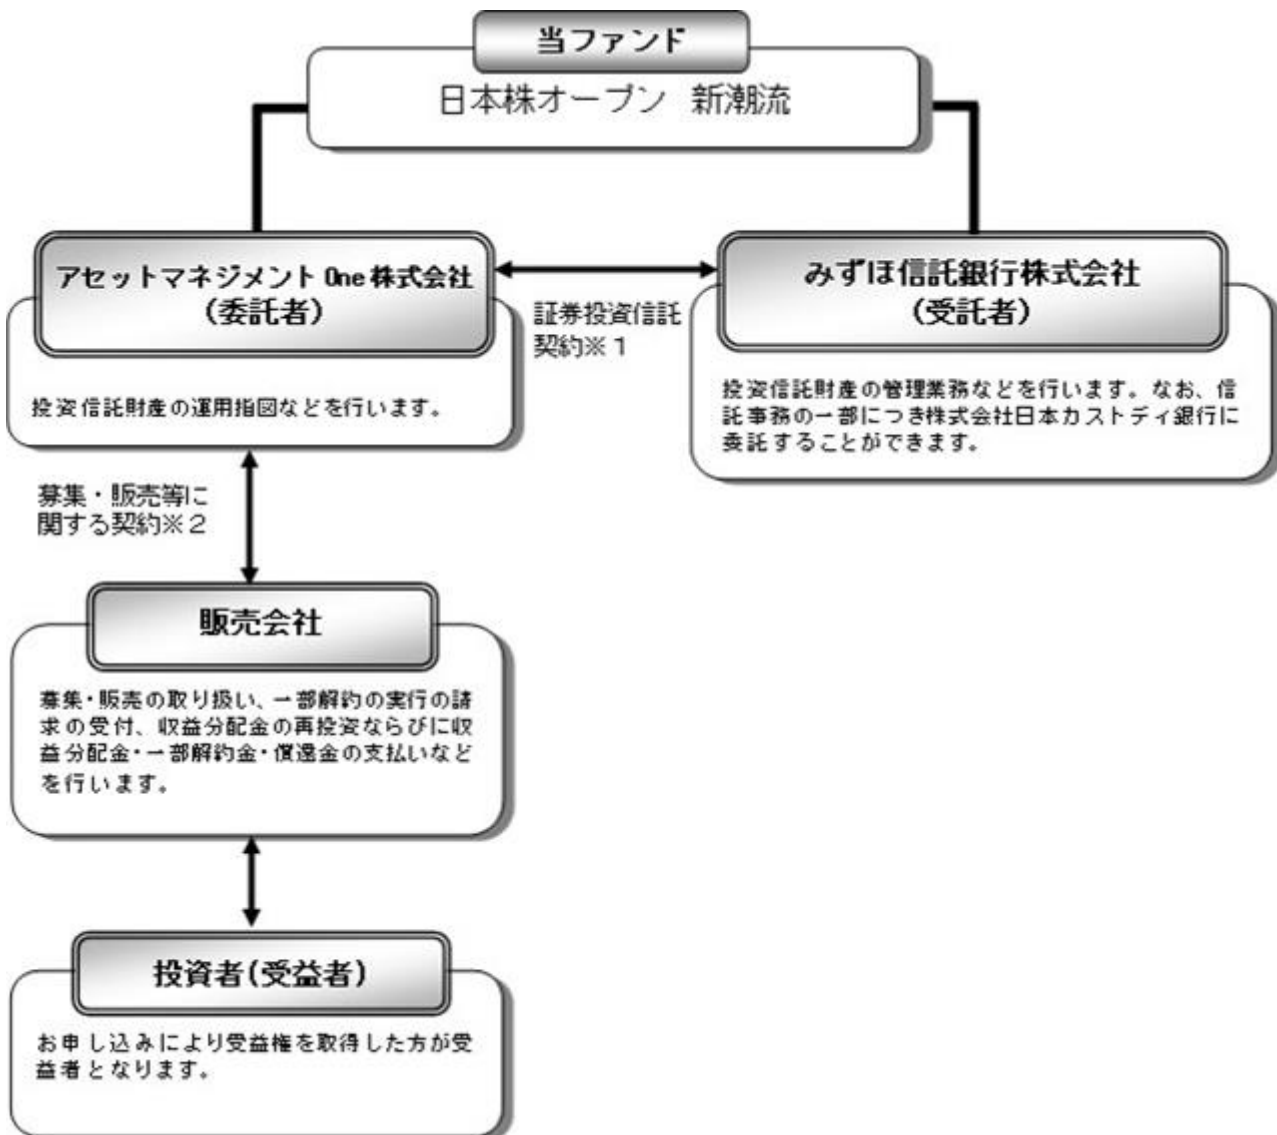 当ファンド
日本株オープン 新潮流
アセットマネジメントOne株式会社
(委託者)
投資信託財産の運用指図などを行います。
証券投資信託
契約※1
みずほ信託銀行株式会社
(受託者)
投資信託財産の管理業務などを行います。なお、信
託事務の一部につき株式会社日本カストディ銀行に
委託することができます。
募集・販売等に
関する契約※2
販売会社
募集・販売の取り扱い、一部解約の実行の請
求の受付、収益分配金の再投資ならびに収
益分配金・一部解約金・償還金の支払いなど
を行います。
投資者(受益者)
お申し込みにより受益権を取得した方が受
益者となります。